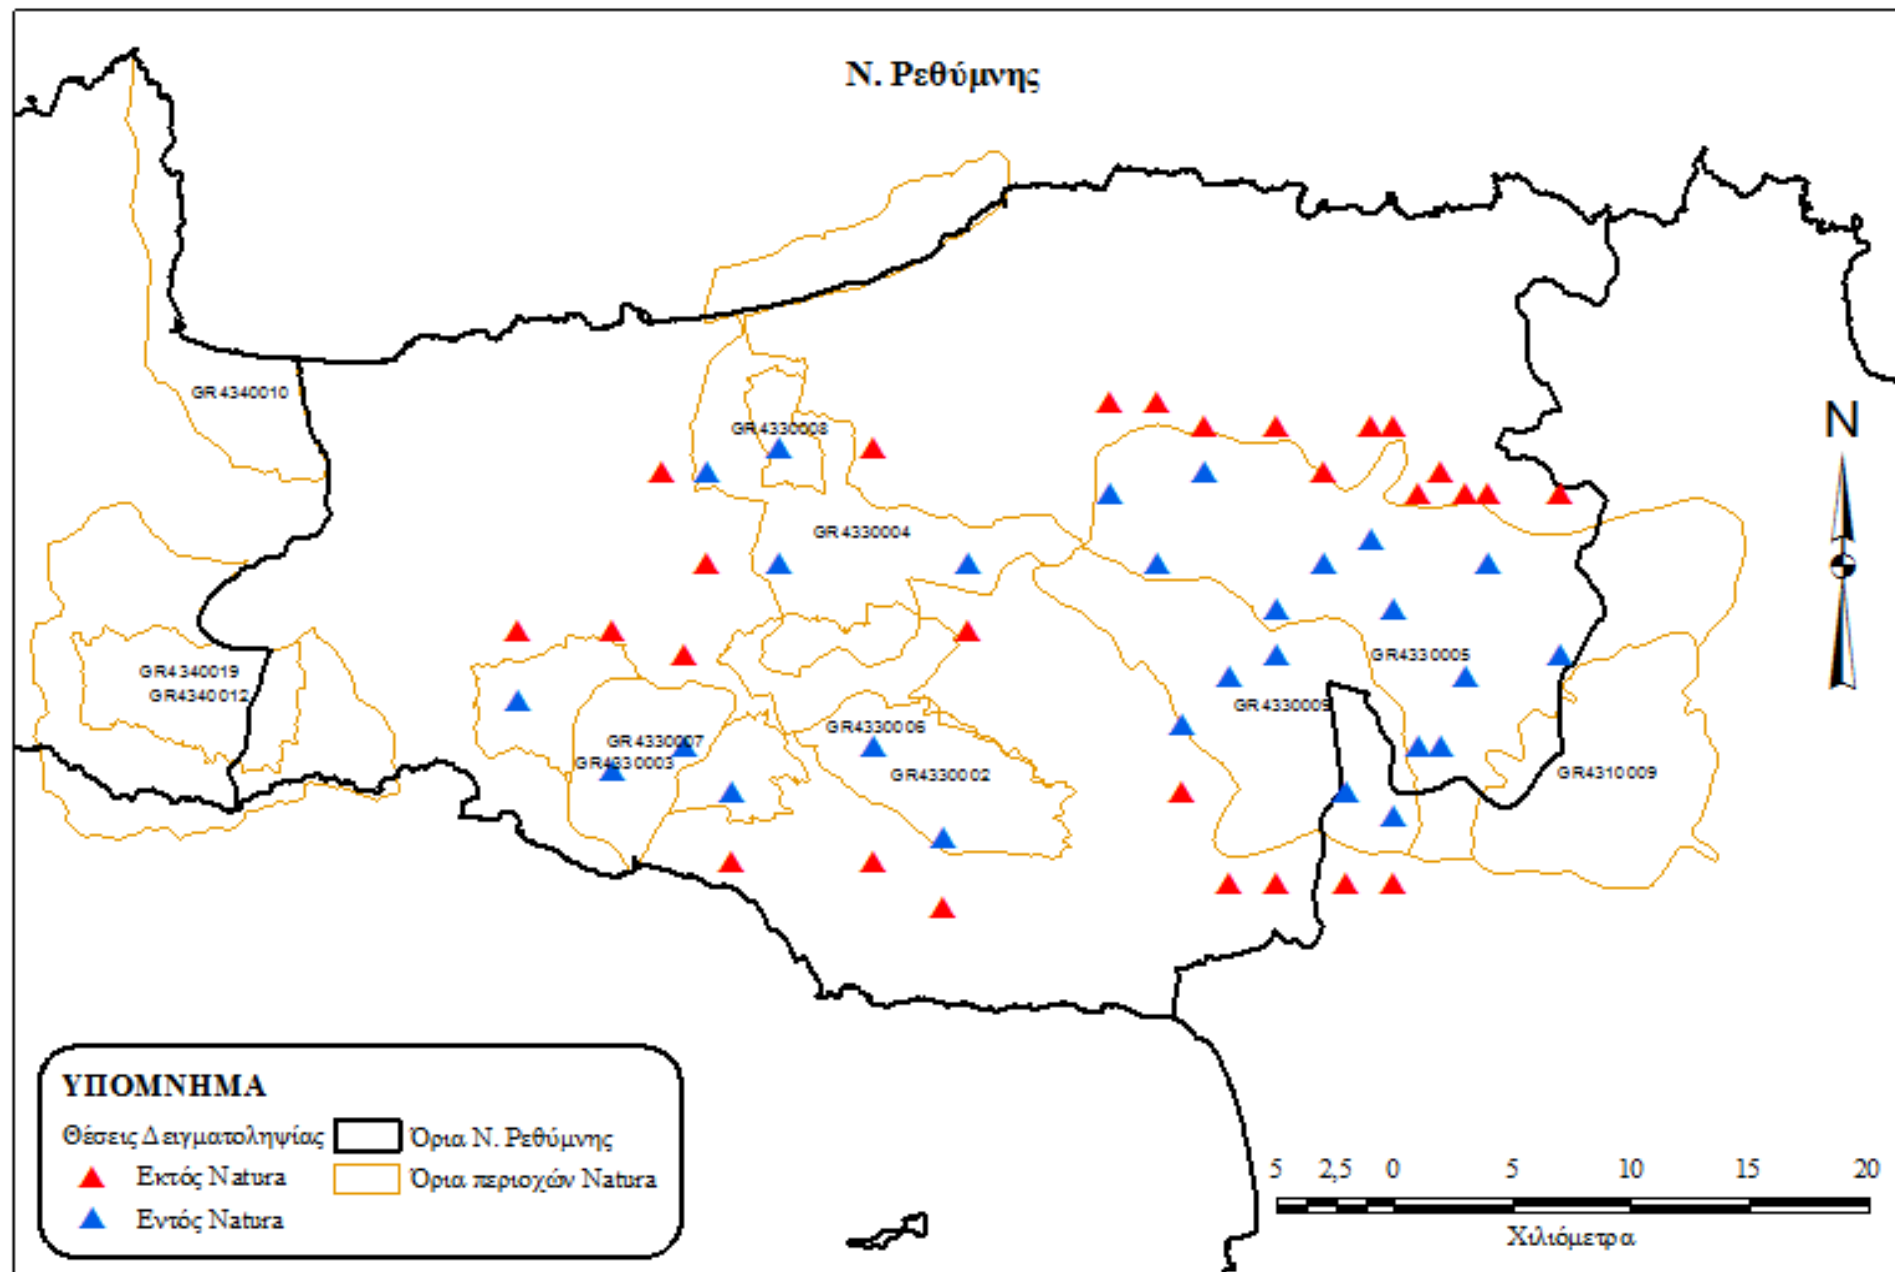 Ν. Ρεθύμνης
GR4340010
GR4330008
GR4330004
N
GR4340019
GR4340012
GR4330005
GR4330009
GR4330006
GR4330007
GR4330003
GR4330002
GR4310009
ΥΠΟΜΝΗΜΑ
Θέσεις Δειγματοληψίας
Όρια Ν. Ρεθύμνης
Εκτός Natura
Όρια περιοχών Natura
Εντός Natura
5 2,5 0 5 10 15 20
Χιλιόμετρα